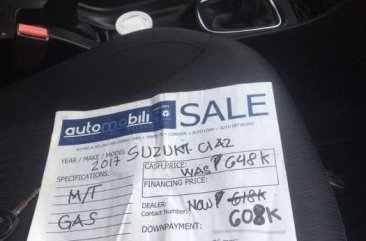 automobilico SALE
YEAR / MAKE / MODEL 2017 SUZUKI CIAZ
SPECIFICATIONS:
M/T
GAS
CASH PRICE: WAS ₱648K
FINANCING PRICE:
DEALER: NOW ₱618K
Contact Number: 608K
DOWNPAYMENT: